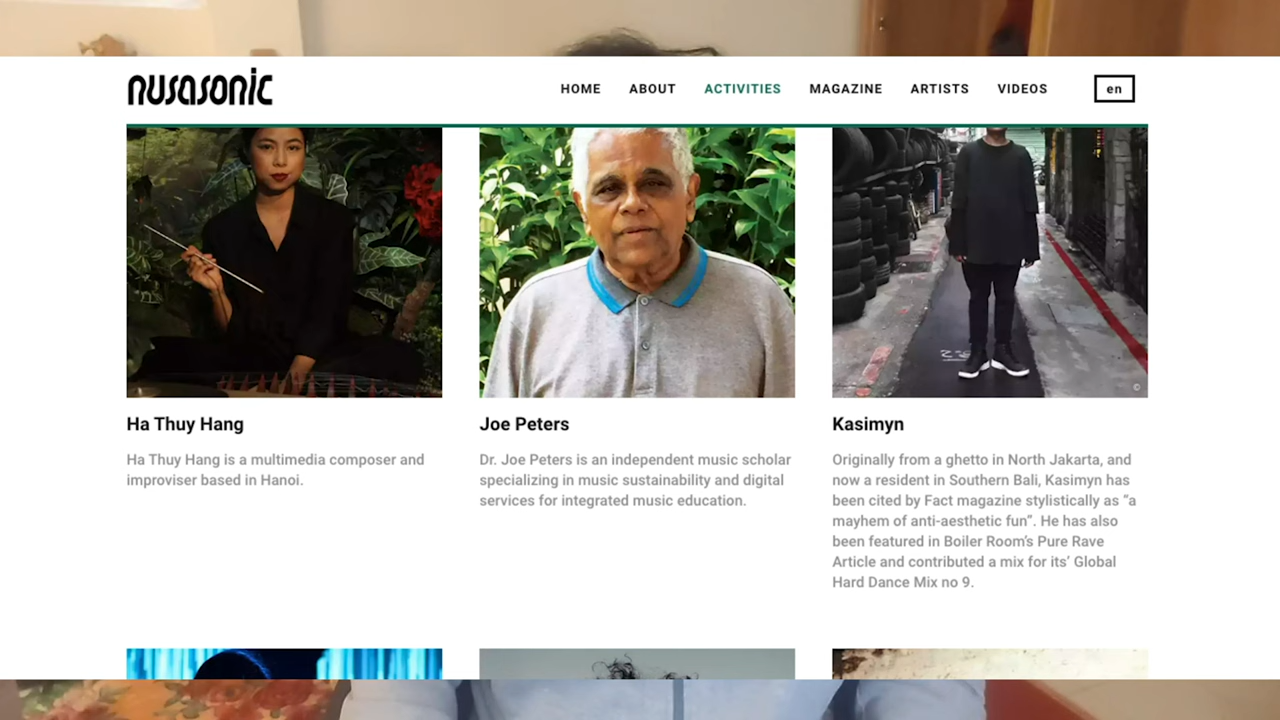 nusasonic
HOME ABOUT ACTIVITIES MAGAZINE ARTISTS VIDEOS en
©
Ha Thuy Hang
Ha Thuy Hang is a multimedia composer and
improviser based in Hanoi.
Joe Peters
Dr. Joe Peters is an independent music scholar
specializing in music sustainability and digital
services for integrated music education.
Kasimyn
Originally from a ghetto in North Jakarta, and
now a resident in Southern Bali, Kasimyn has
been cited by Fact magazine stylistically as “a
mayhem of anti-aesthetic fun”. He has also
been featured in Boiler Room’s Pure Rave
Article and contributed a mix for its’ Global
Hard Dance Mix no 9.